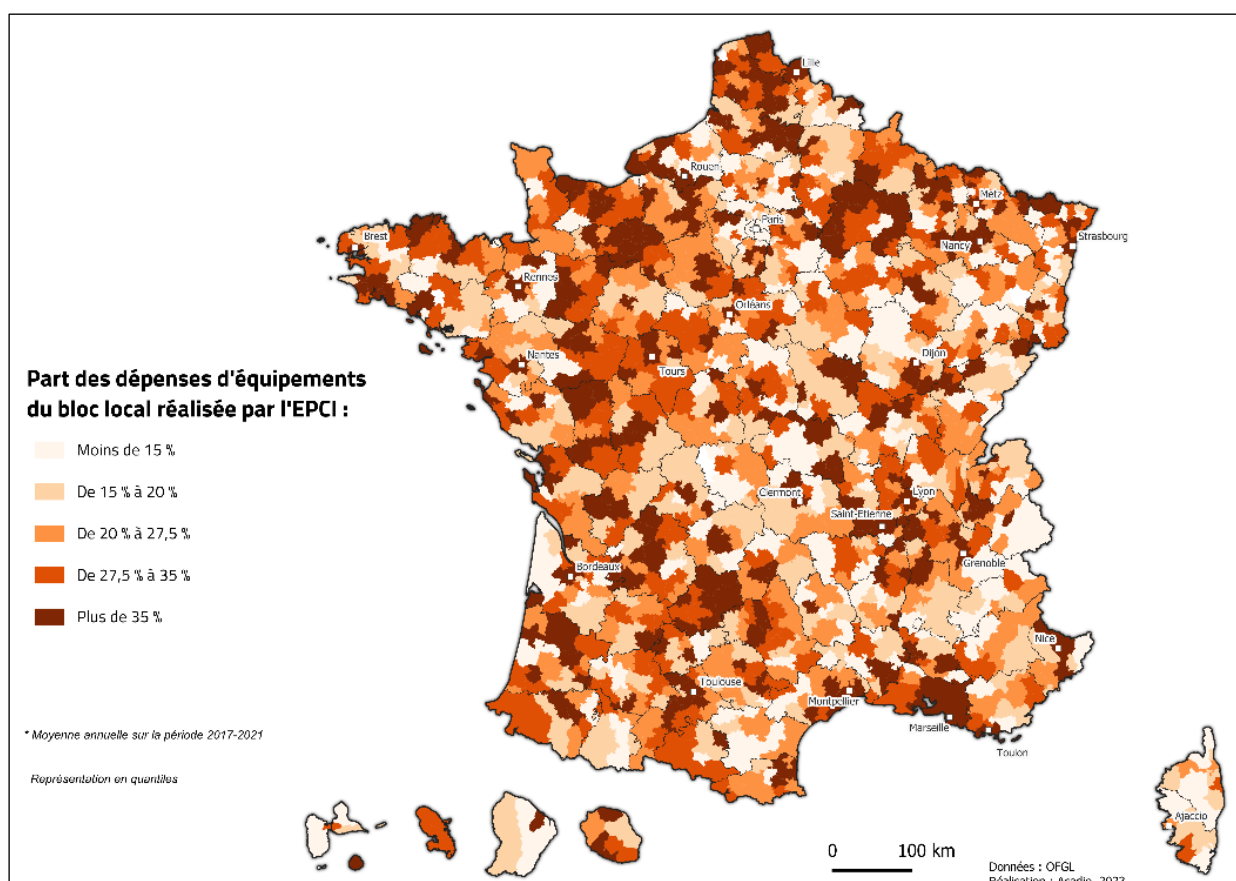 Lille
Rouen
Metz
Paris
Brest
Nancy
Strasbourg
Rennes
Orléans
Nantes
Dijon
Tours
Part des dépenses d'équipements
du bloc local réalisée par l'EPCI :
Moins de 15 %
De 15 % à 20 %
De 20 % à 27,5 %
De 27,5 % à 35 %
Plus de 35 %
Clermont
Lyon
Saint-Etienne
Grenoble
Bordeaux
Nice
Toulouse
Montpellier
Marseille
Toulon
* Moyenne annuelle sur la période 2017-2021
Représentation en quantiles
Ajaccio
0 100 km
Données : OFGL
Réalisation : Acadie, 2023